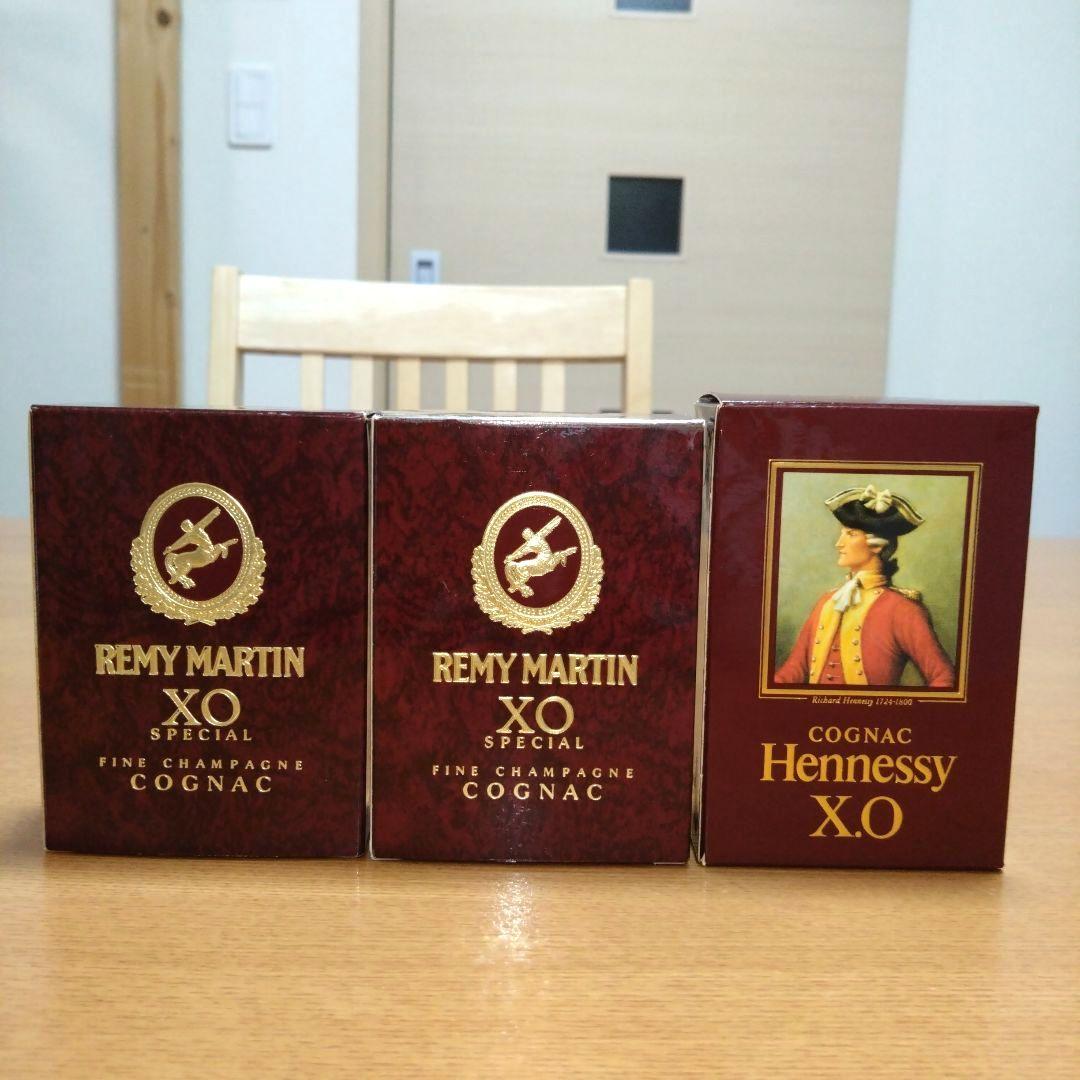 REMY MARTIN
XO
SPECIAL
FINE CHAMPAGNE
COGNAC
REMY MARTIN
XO
SPECIAL
FINE CHAMPAGNE
COGNAC
Richard Hennessy 1724-1800
COGNAC
Hennessy
X.O